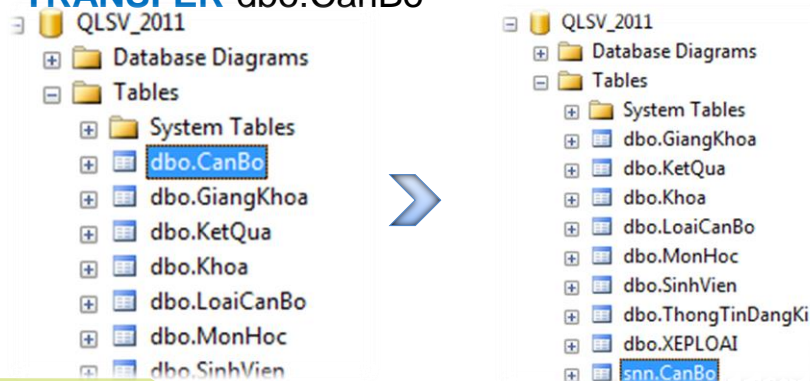 TRANSFER dbo.CanBo
QLSV_2011
Database Diagrams
Tables
System Tables
dbo.CanBo
dbo.GiangKhoa
dbo.KetQua
dbo.Khoa
dbo.LoaiCanBo
dbo.MonHoc
dbo.SinhVien
QLSV_2011
Database Diagrams
Tables
System Tables
dbo.GiangKhoa
dbo.KetQua
dbo.Khoa
dbo.LoaiCanBo
dbo.MonHoc
dbo.SinhVien
dbo.ThongTinDangKi
dbo.XEPLOAI
snn.CanBo